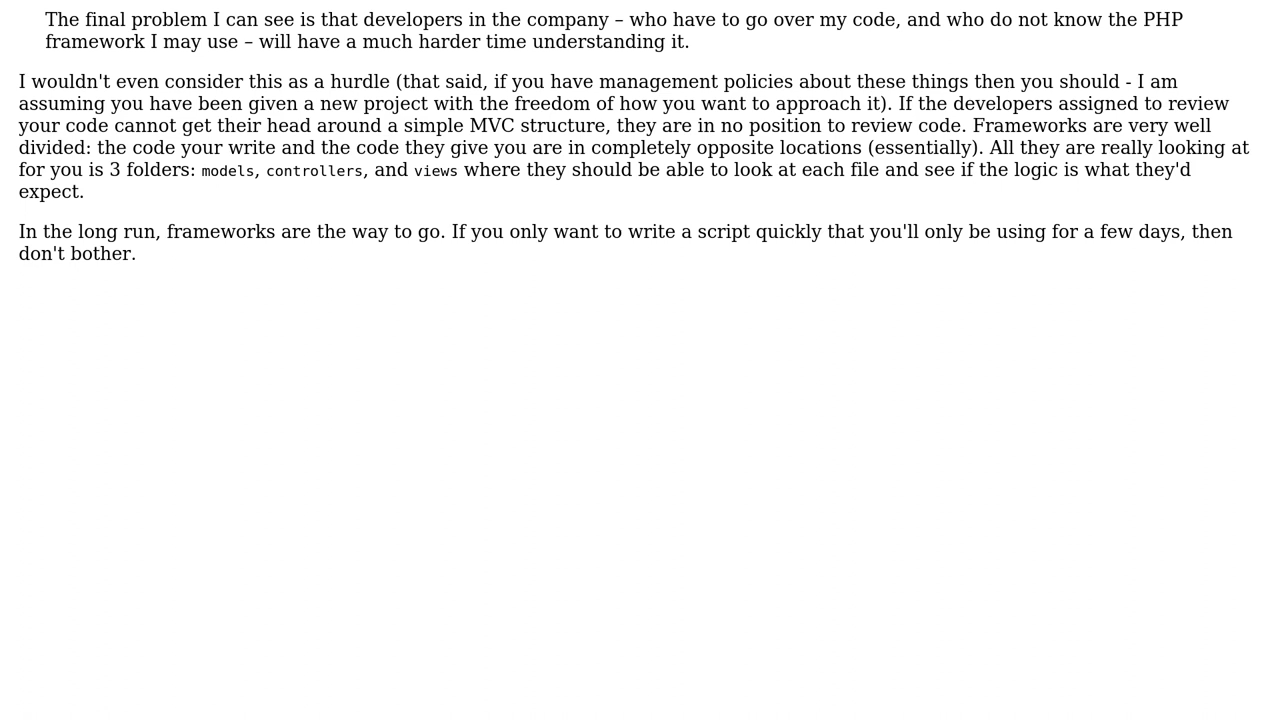 The final problem I can see is that developers in the company – who have to go over my code, and who do not know the PHP
framework I may use – will have a much harder time understanding it.
I wouldn't even consider this as a hurdle (that said, if you have management policies about these things then you should - I am
assuming you have been given a new project with the freedom of how you want to approach it). If the developers assigned to review
your code cannot get their head around a simple MVC structure, they are in no position to review code. Frameworks are very well
divided: the code your write and the code they give you are in completely opposite locations (essentially). All they are really looking at
for you is 3 folders: models, controllers, and views where they should be able to look at each file and see if the logic is what they'd
expect.
In the long run, frameworks are the way to go. If you only want to write a script quickly that you'll only be using for a few days, then
don't bother.